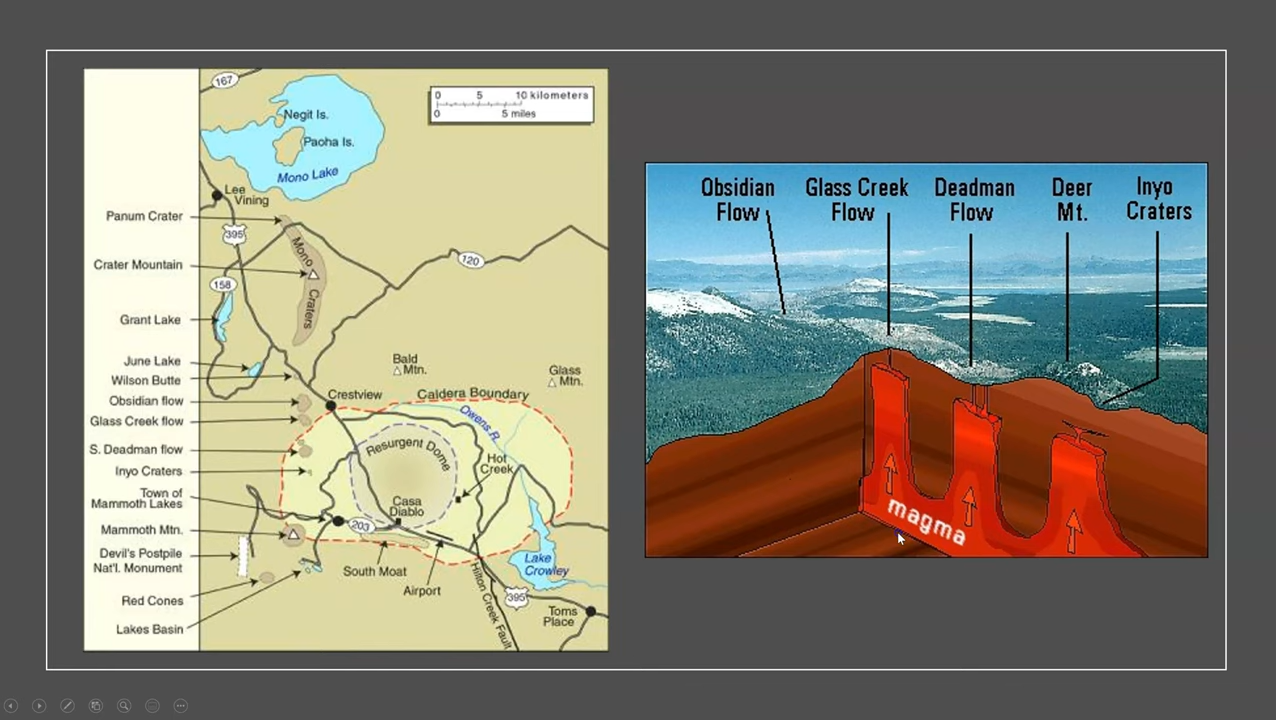 167
0 5 10 kilometers
0 5 miles
Negit Is.
Paoha Is.
Mono Lake
Lee
Vining
Panum Crater
395
Mono Craters
Crater Mountain
120
158
Grant Lake
June Lake
Wilson Butte
Bald
Mtn.
Glass
Mtn.
Obsidian flow
Crestview
Caldera Boundary
Glass Creek flow
Owens R.
S. Deadman flow
Resurgent Dome
Inyo Craters
Hot
Creek
Town of
Mammoth Lakes
Casa
Diablo
203
Mammoth Mtn.
Devil's Postpile
Nat'l. Monument
South Moat
Airport
Lake
Crowley
Hilton Creek Fault
395
Red Cones
Toms
Place
Lakes Basin
Obsidian
Flow
Glass Creek
Flow
Deadman
Flow
Deer
Mt.
Inyo
Craters
magma